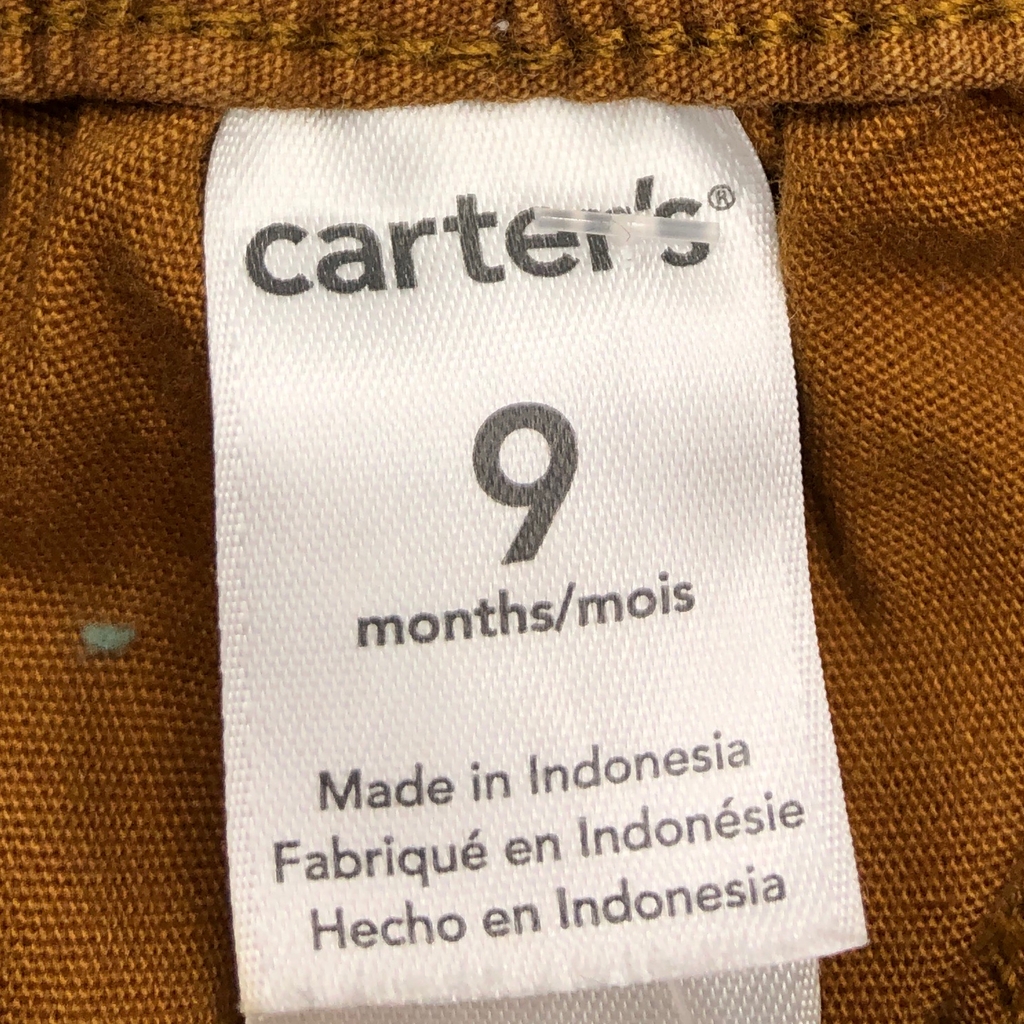 carter's®
9
months/mois
Made in Indonesia
Fabriqué en Indonésie
Hecho en Indonesia